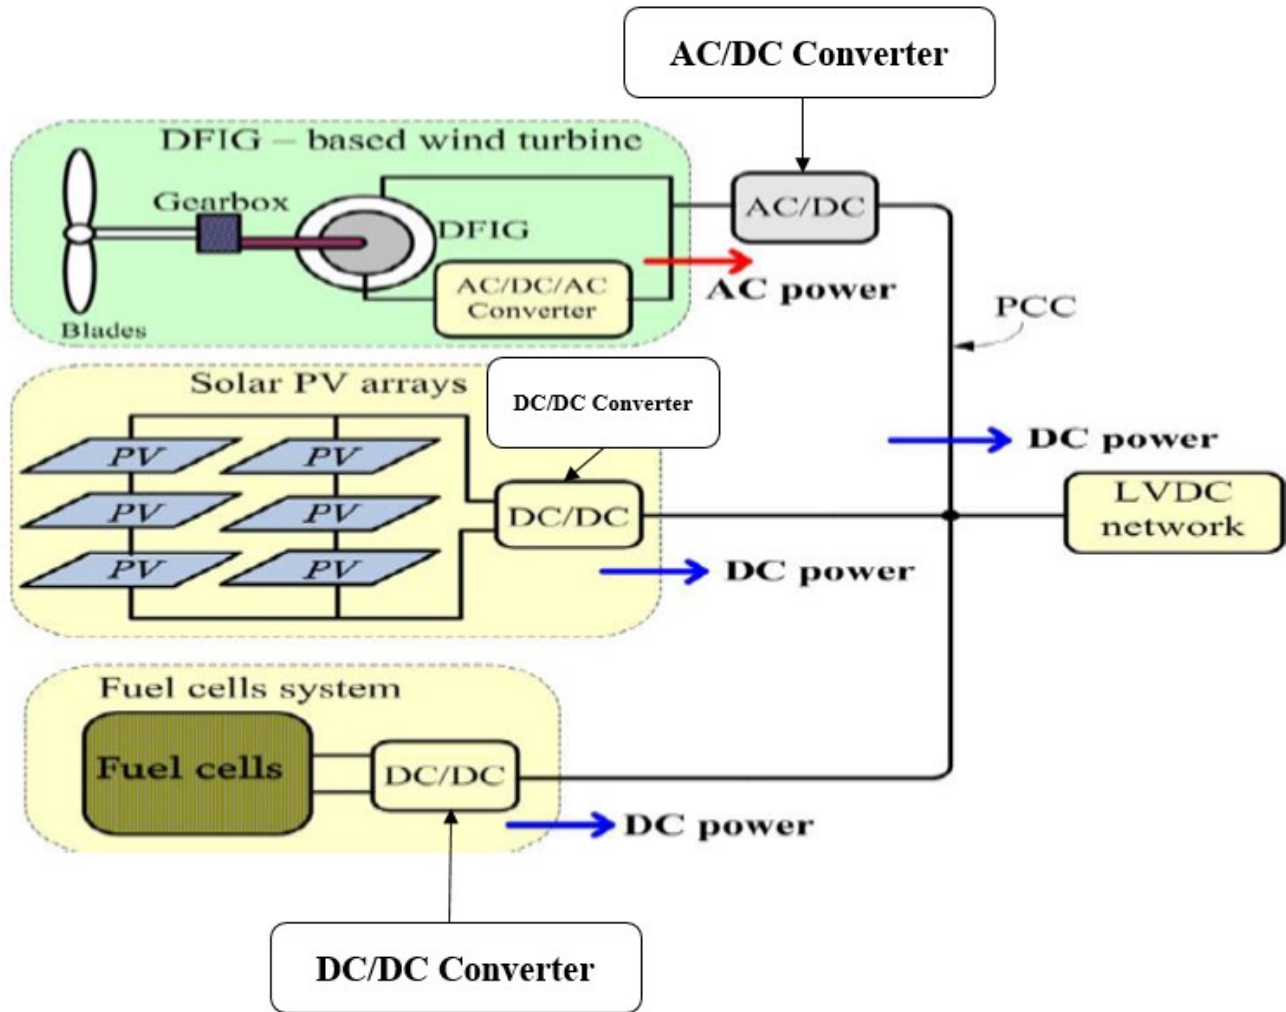 AC/DC Converter
DFIG – based wind turbine
Gearbox
DFIG
AC/DC/AC
Converter
Blades
AC/DC
AC power
PCC
Solar PV arrays
DC/DC Converter
PV
PV
PV
PV
PV
PV
DC/DC
DC power
DC power
LVDC
network
Fuel cells system
Fuel cells
DC/DC
DC power
DC/DC Converter